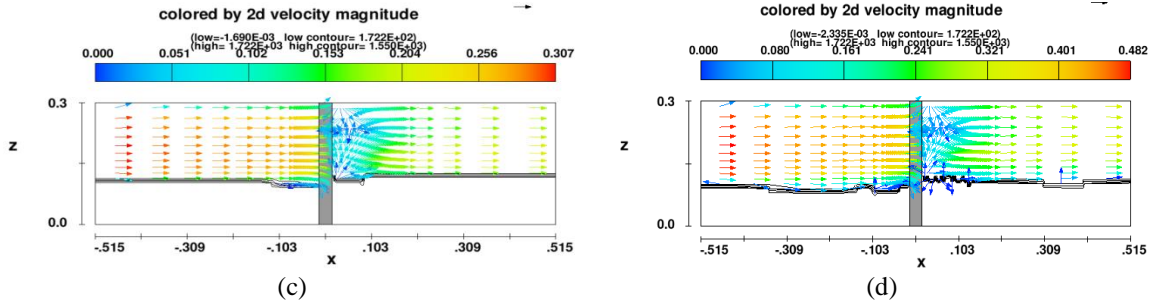 colored by 2d velocity magnitude
(low=-1.690E-03 low contour= 1.722E+02)
(high= 1.722E+03 high contour= 1.550E+03)
0.000 0.051 0.102 0.153 0.204 0.256 0.307
0.3
z
0.0
-.515 -.309 -.103 .103 .309 .515
x
(c)
colored by 2d velocity magnitude
(low=-2.335E-03 low contour= 1.722E+02)
(high= 1.722E+03 high contour= 1.550E+03)
0.000 0.080 0.161 0.241 0.321 0.401 0.482
0.3
z
0.0
-.515 -.309 -.103 .103 .309 .515
x
(d)